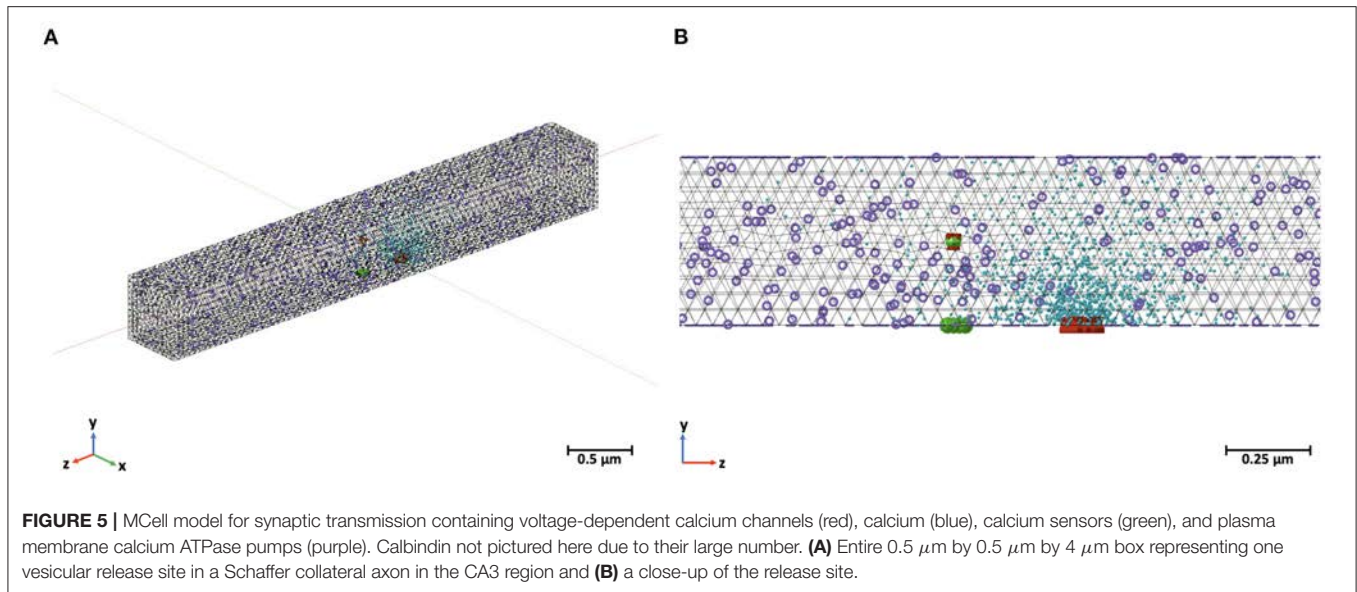 A
B
y
z
x
0.5 μm
y
z
0.25 μm
FIGURE 5 | MCell model for synaptic transmission containing voltage-dependent calcium channels (red), calcium (blue), calcium sensors (green), and plasma
membrane calcium ATPase pumps (purple). Calbindin not pictured here due to their large number. (A) Entire 0.5 μm by 0.5 μm by 4 μm box representing one
vesicular release site in a Schaffer collateral axon in the CA3 region and (B) a close-up of the release site.